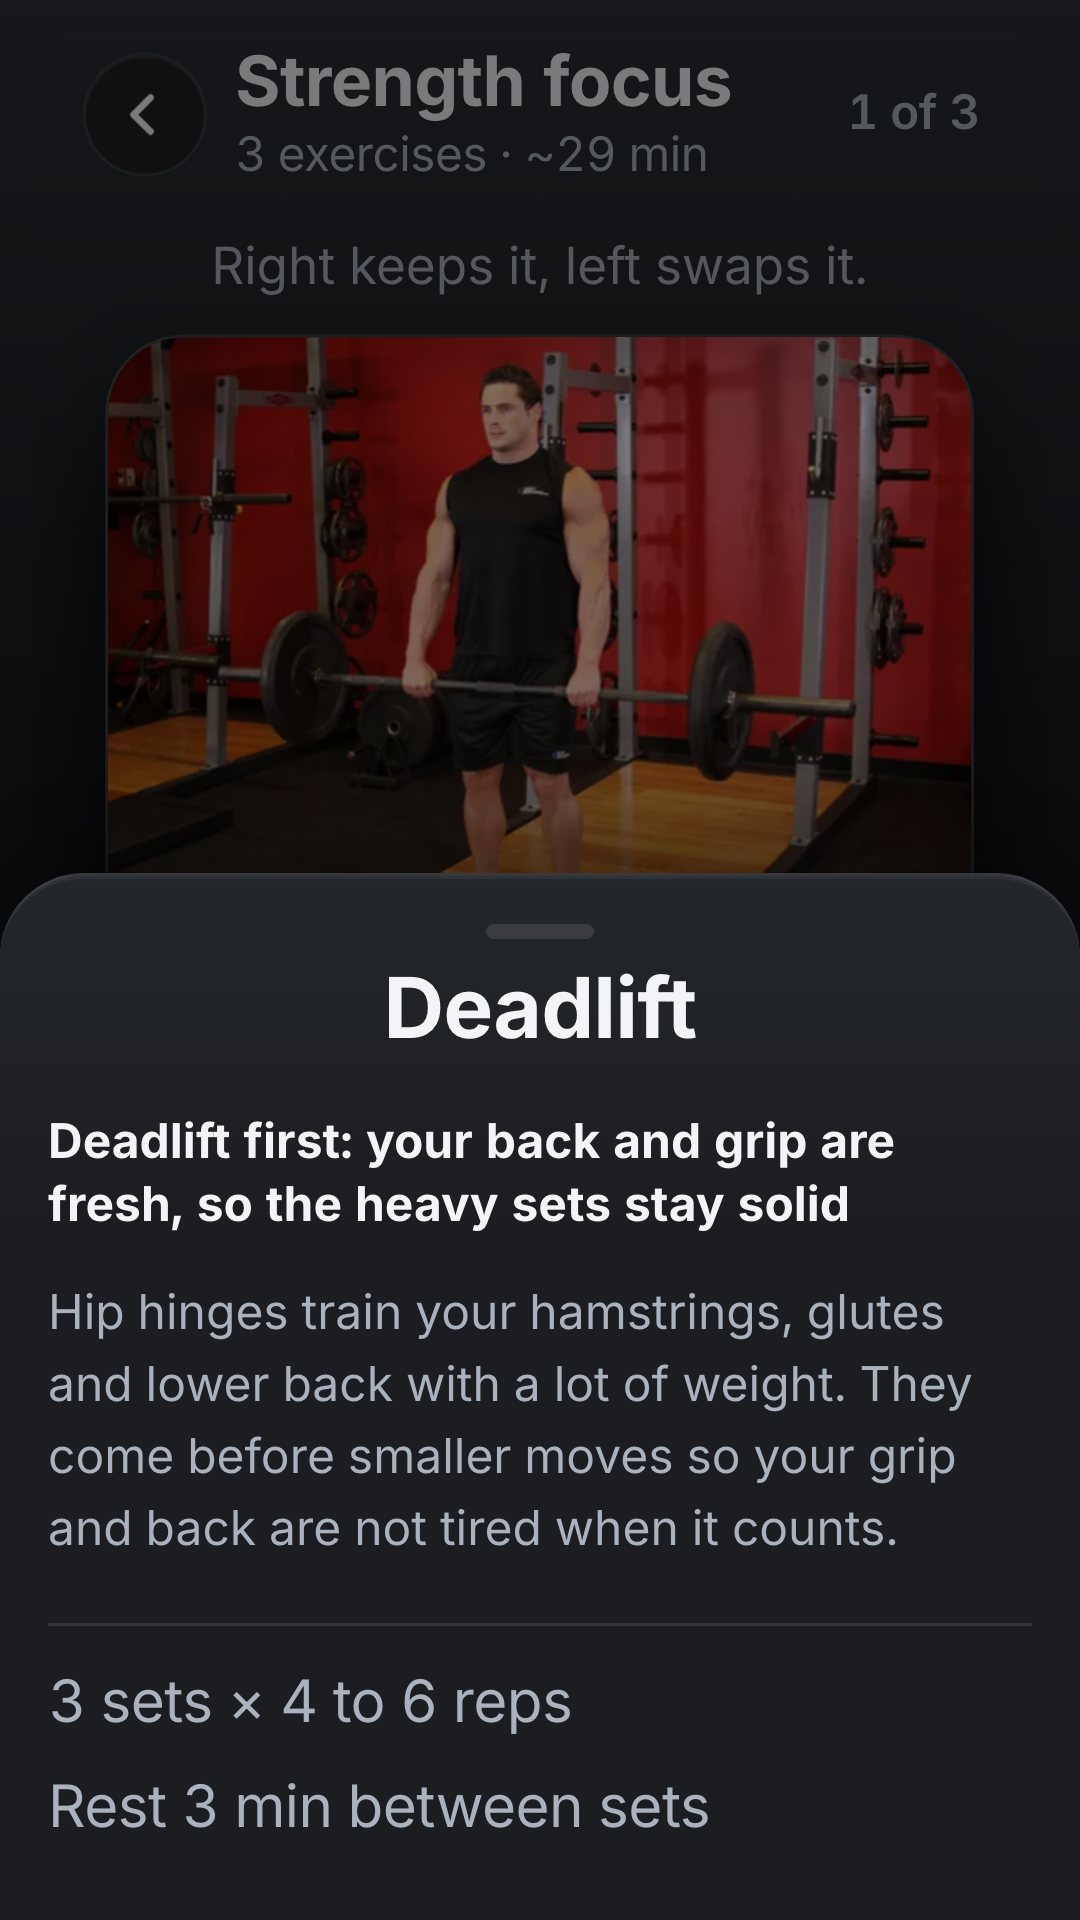 Strength focus
3 exercises · ~29 min
1 of 3
Right keeps it, left swaps it.
Deadlift
Deadlift first: your back and grip are
fresh, so the heavy sets stay solid
Hip hinges train your hamstrings, glutes
and lower back with a lot of weight. They
come before smaller moves so your grip
and back are not tired when it counts.
3 sets × 4 to 6 reps
Rest 3 min between sets